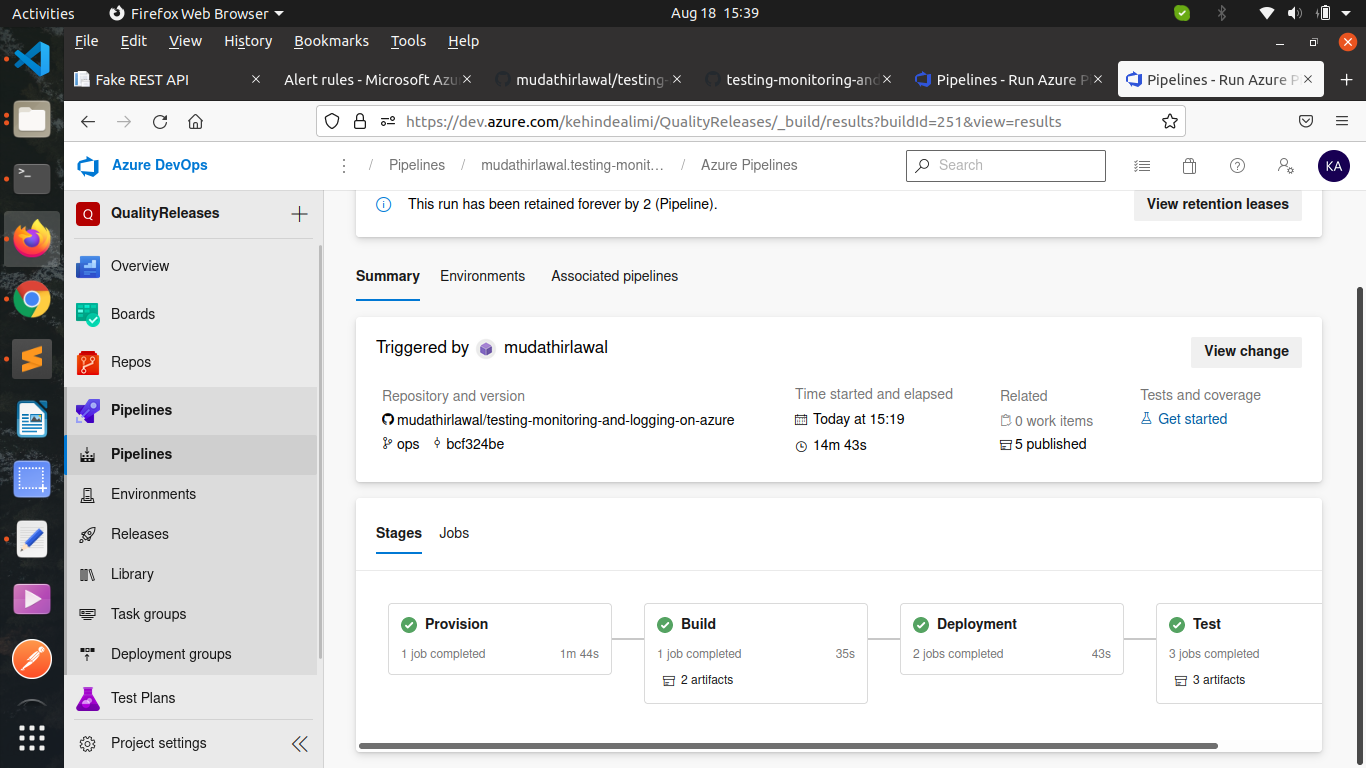 Activities Firefox Web Browser Aug 18 15:39
File Edit View History Bookmarks Tools Help
Fake REST API Alert rules - Microsoft Azu mudathirlawal/testing- testing-monitoring-and Pipelines - Run Azure P Pipelines - Run Azure P
https://dev.azure.com/kehindealimi/QualityReleases/_build/results?buildId=251&view=results
Azure DevOps / Pipelines / mudathirlawal.testing-monit... / Azure Pipelines Search KA
Q QualityReleases
Overview
Boards
Repos
Pipelines
Pipelines
Environments
Releases
Library
Task groups
Deployment groups
Test Plans
Project settings
This run has been retained forever by 2 (Pipeline). View retention leases
Summary Environments Associated pipelines
Triggered by mudathirlawal View change
Repository and version
mudathirlawal/testing-monitoring-and-logging-on-azure
ops bcf324be
Time started and elapsed
Today at 15:19
14m 43s
Related
0 work items
5 published
Tests and coverage
Get started
Stages Jobs
Provision
1 job completed 1m 44s
Build
1 job completed 35s
2 artifacts
Deployment
2 jobs completed 43s
Test
3 jobs completed
3 artifacts